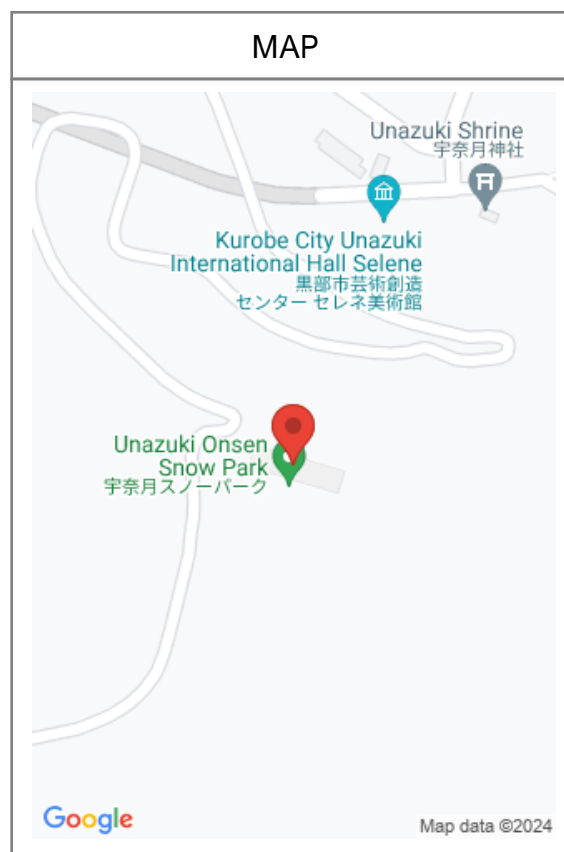 MAP
Unazuki Shrine
宇奈月神社
Kurobe City Unazuki
International Hall Selene
黒部市芸術創造
センター セレネ美術館
Unazuki Onsen
Snow Park
宇奈月スノーパーク
Google
Map data ©2024